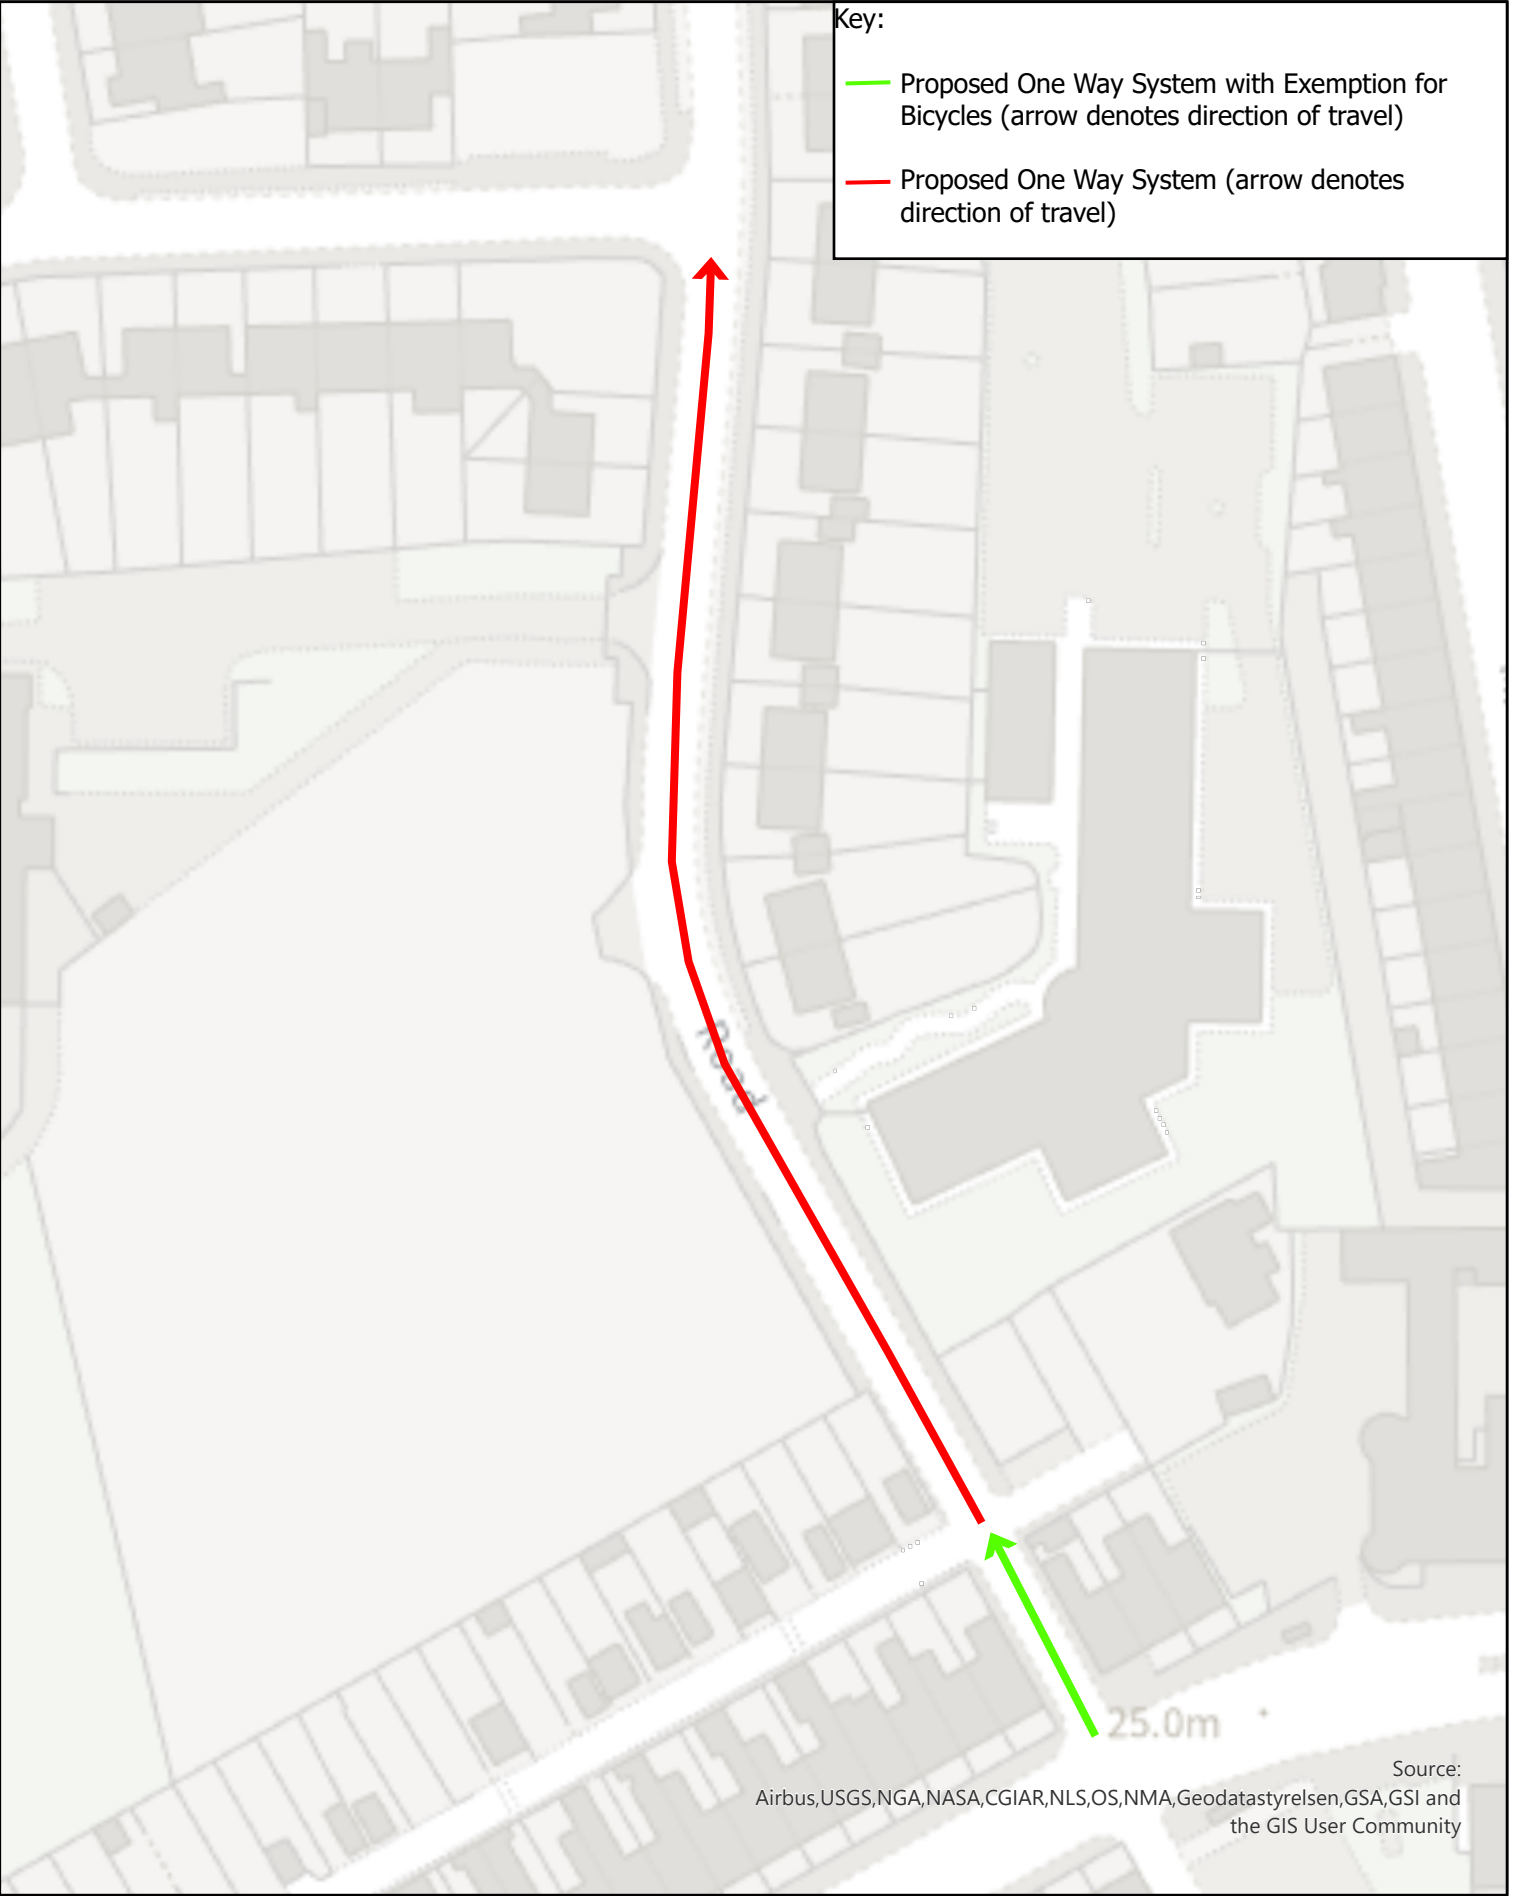 Key:
Proposed One Way System with Exemption for
Bicycles (arrow denotes direction of travel)
Proposed One Way System (arrow denotes
direction of travel)
Road
25.0m
Source:
Airbus,USGS,NGA,NASA,CGIAR,NLS,OS,NMA,Geodatastyrelsen,GSA,GSI and
the GIS User Community